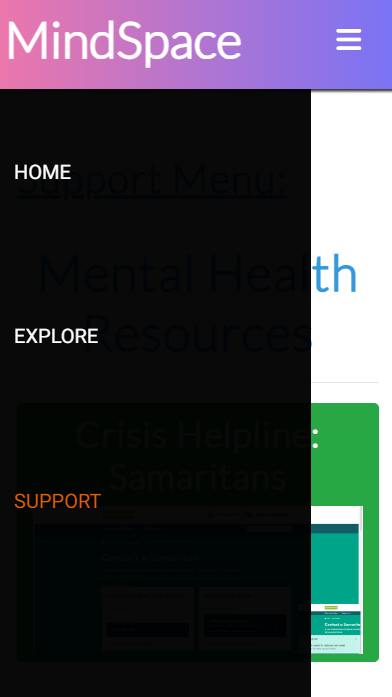 MindSpace
HOME
Support Menu:
Mental Health
EXPLORE
Resources
Crisis Helpline:
Samaritans
SUPPORT